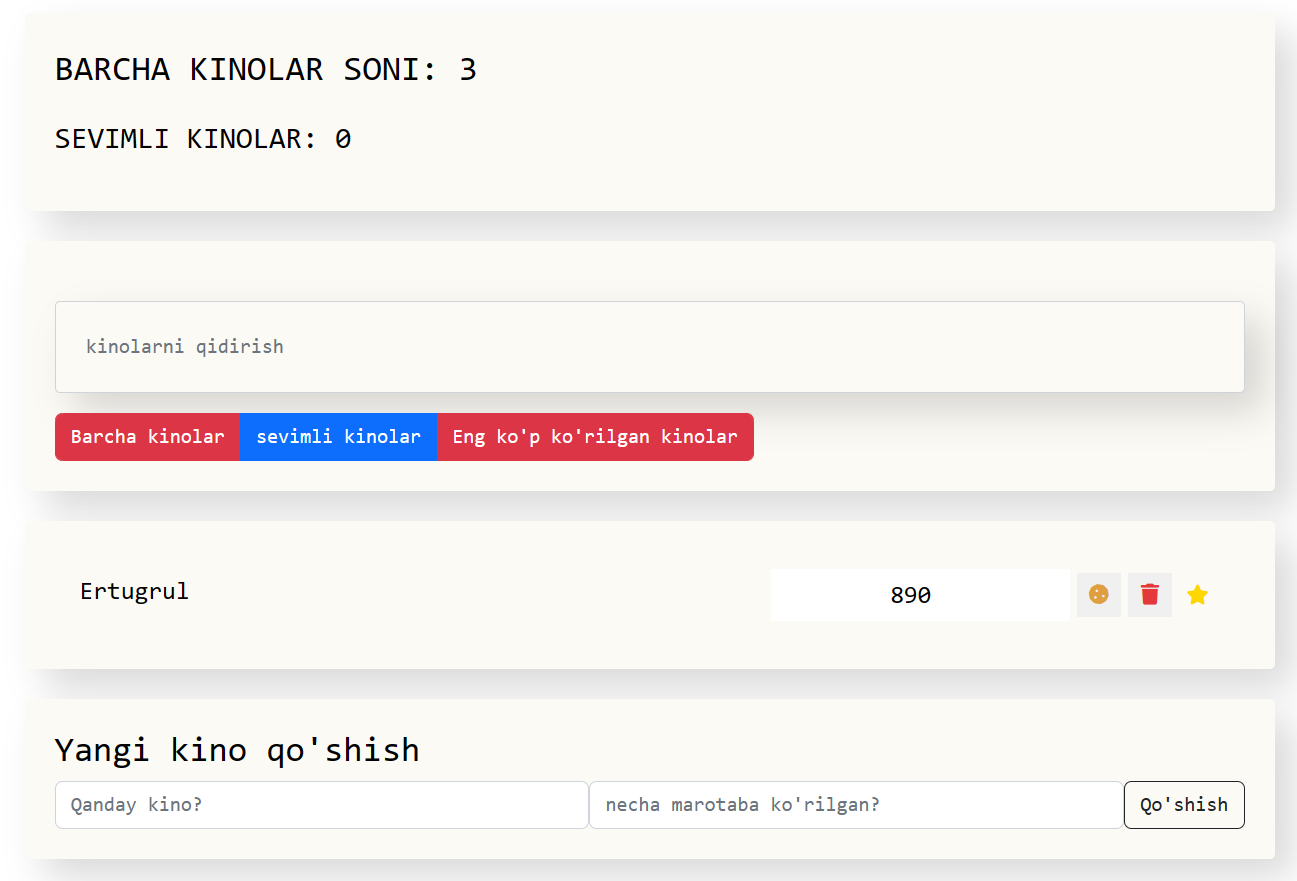 BARCHA KINOLAR SONI: 3
SEVIMLI KINOLAR: 0
kinolarni qidirish
Barcha kinolar sevimli kinolar Eng ko'p ko'rilgan kinolar
Ertugrul 890
Yangi kino qo'shish
Qanday kino? necha marotaba ko'rilgan? Qo'shish